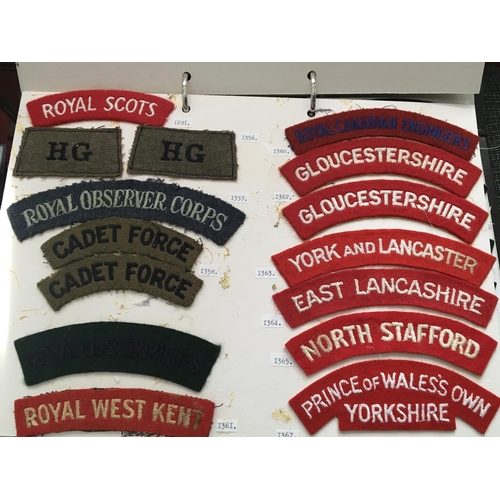 ROYAL SCOTS
HG
HG
ROYAL OBSERVER CORPS
CADET FORCE
CADET FORCE
ROYAL WEST KENT
1291.
1356.
1357.
1358.
1361.
1360.
1362.
1363.
1364.
1365.
1367.
ROYAL CANADIAN ENGINEERS
GLOUCESTERSHIRE
GLOUCESTERSHIRE
YORK AND LANCASTER
EAST LANCASHIRE
NORTH STAFFORD
PRINCE OF WALES'S OWN
YORKSHIRE